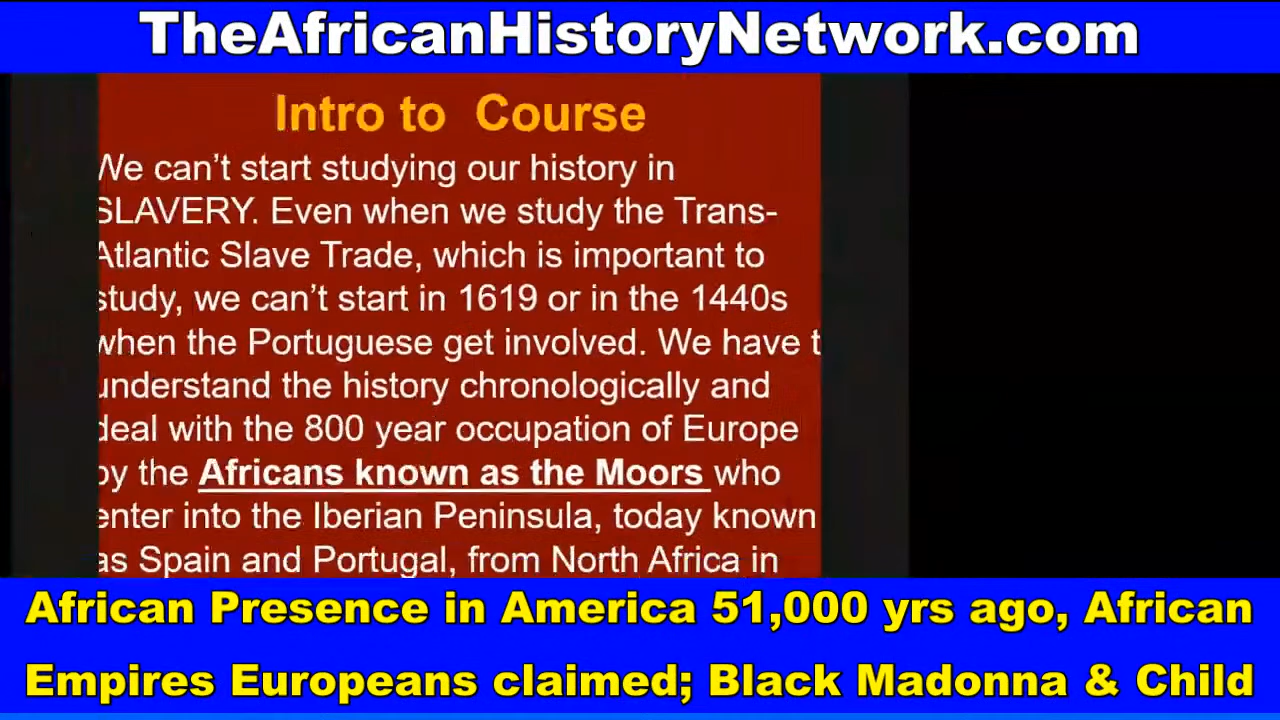 TheAfricanHistoryNetwork.com
Intro to Course
We can't start studying our history in
SLAVERY. Even when we study the Trans-
Atlantic Slave Trade, which is important to
study, we can't start in 1619 or in the 1440s
when the Portuguese get involved. We have t
understand the history chronologically and
deal with the 800 year occupation of Europe
by the Africans known as the Moors who
enter into the Iberian Peninsula, today known
as Spain and Portugal, from North Africa in
African Presence in America 51,000 yrs ago, African
Empires Europeans claimed; Black Madonna & Child